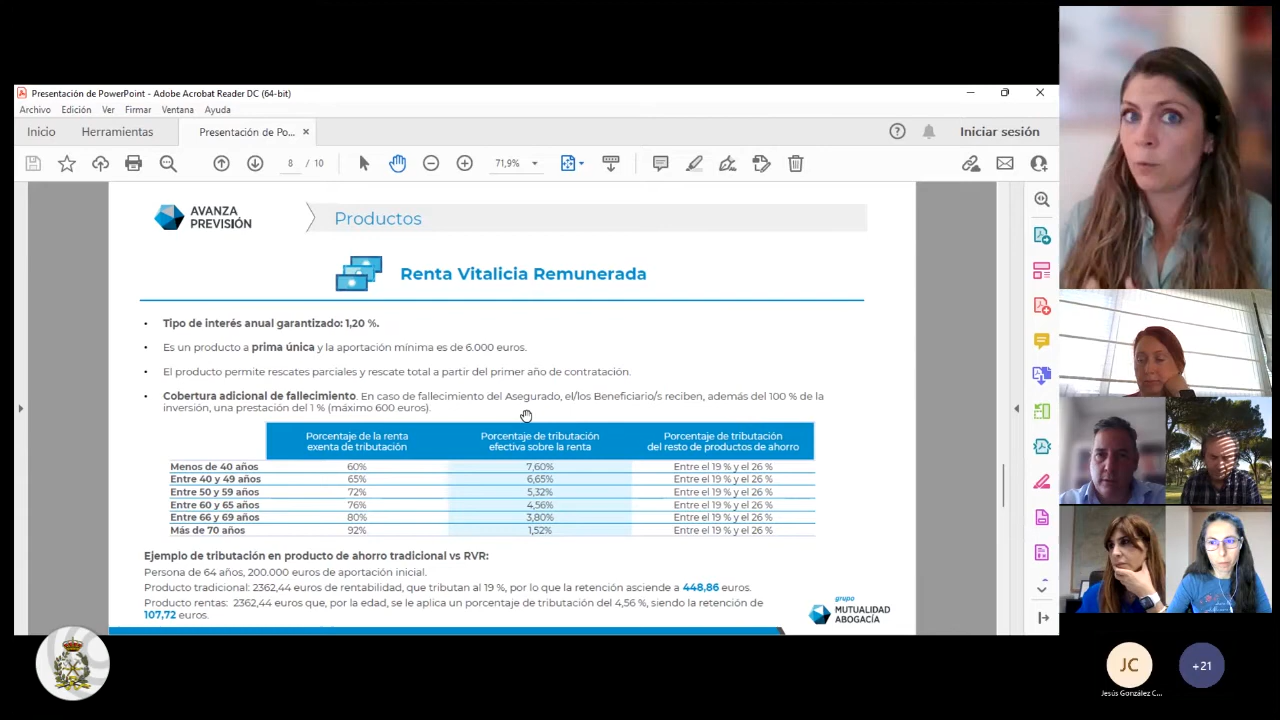 Presentación de PowerPoint - Adobe Acrobat Reader DC (64-bit)
Archivo Edición Ver Firmar Ventana Ayuda
Inicio Herramientas Presentación de Po... × Iniciar sesión
8 / 10 71,9%
AVANZA
PREVISIÓN
Productos
Renta Vitalicia Remunerada
• Tipo de interés anual garantizado: 1,20 %.
• Es un producto a prima única y la aportación mínima es de 6.000 euros.
• El producto permite rescates parciales y rescate total a partir del primer año de contratación.
• Cobertura adicional de fallecimiento. En caso de fallecimiento del Asegurado, el/los Beneficiario/s reciben, además del 100 % de la
inversión, una prestación del 1 % (máximo 600 euros).
Porcentaje de la renta Porcentaje de tributación Porcentaje de tributación
exenta de tributación efectiva sobre la renta del resto de productos de ahorro
Menos de 40 años 60% 7,60% Entre el 19 % y el 26 %
Entre 40 y 49 años 65% 6,65% Entre el 19 % y el 26 %
Entre 50 y 59 años 72% 5,32% Entre el 19 % y el 26 %
Entre 60 y 65 años 76% 4,56% Entre el 19 % y el 26 %
Entre 66 y 69 años 80% 3,80% Entre el 19 % y el 26 %
Más de 70 años 92% 1,52% Entre el 19 % y el 26 %
Ejemplo de tributación en producto de ahorro tradicional vs RVR:
Persona de 64 años, 200.000 euros de aportación inicial.
Producto tradicional: 2362,44 euros de rentabilidad, que tributan al 19 %, por lo que la retención asciende a 448,86 euros.
Producto rentas: 2362,44 euros que, por la edad, se le aplica un porcentaje de tributación del 4,56 %, siendo la retención de
107,72 euros.
grupo
MUTUALIDAD
ABOGACÍA
JC
+21
Jesús González C...